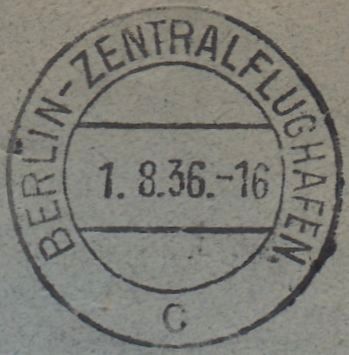 BERLIN-ZENTRALFLUGHAFEN
1. 8.36.-16
c